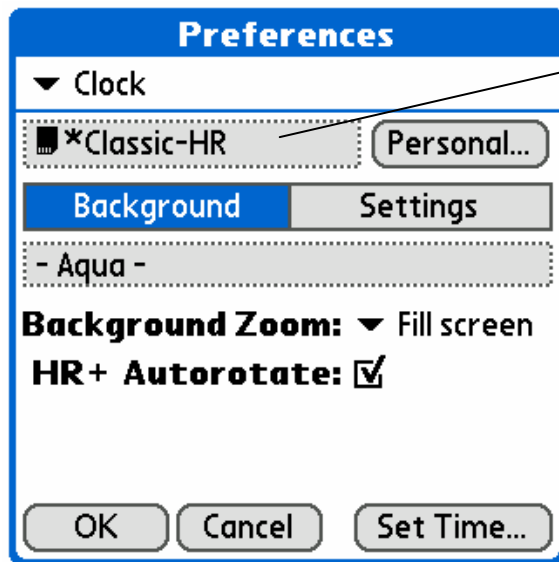 Preferences
Clock
*Classic-HR Personal...
Background Settings
- Aqua -
Background Zoom: Fill screen
HR+ Autorotate:
OK Cancel Set Time...